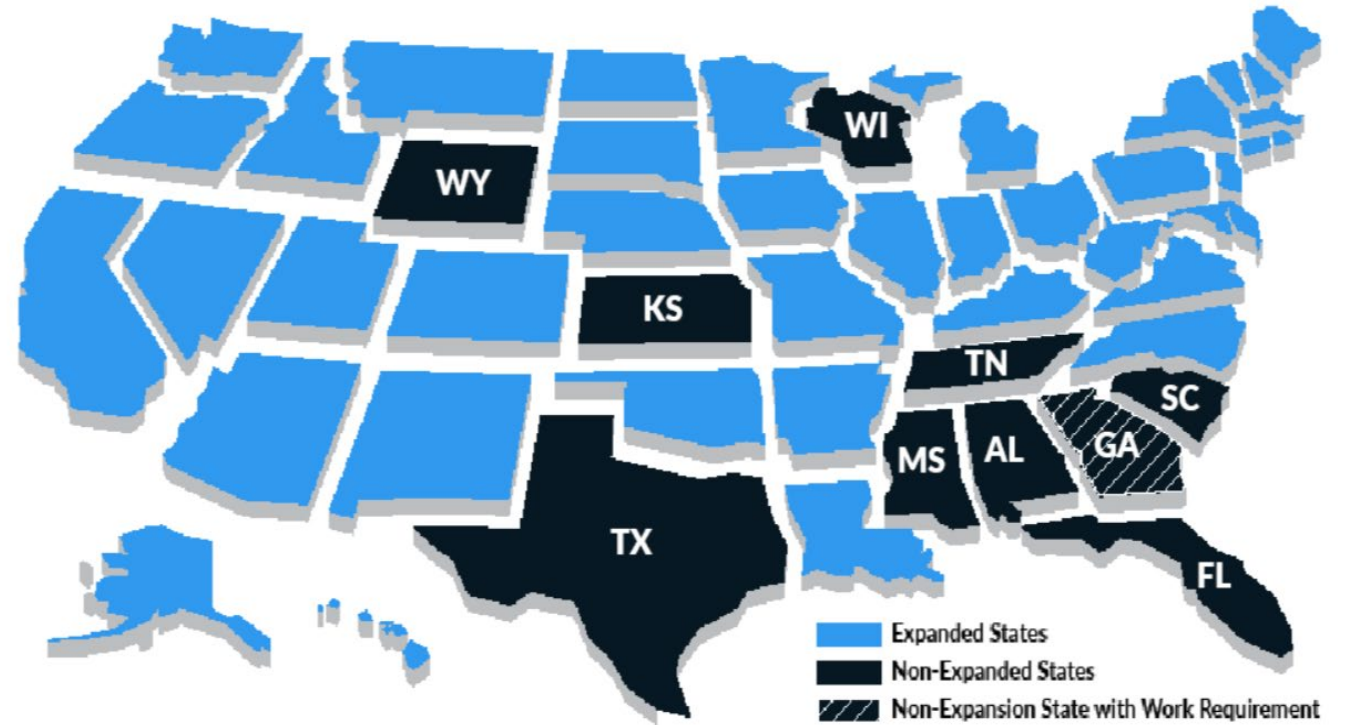 WI
WY
KS
TN
SC
MS
AL
GA
TX
FL
Expanded States
Non-Expanded States
Non-Expansion State with Work Requirement